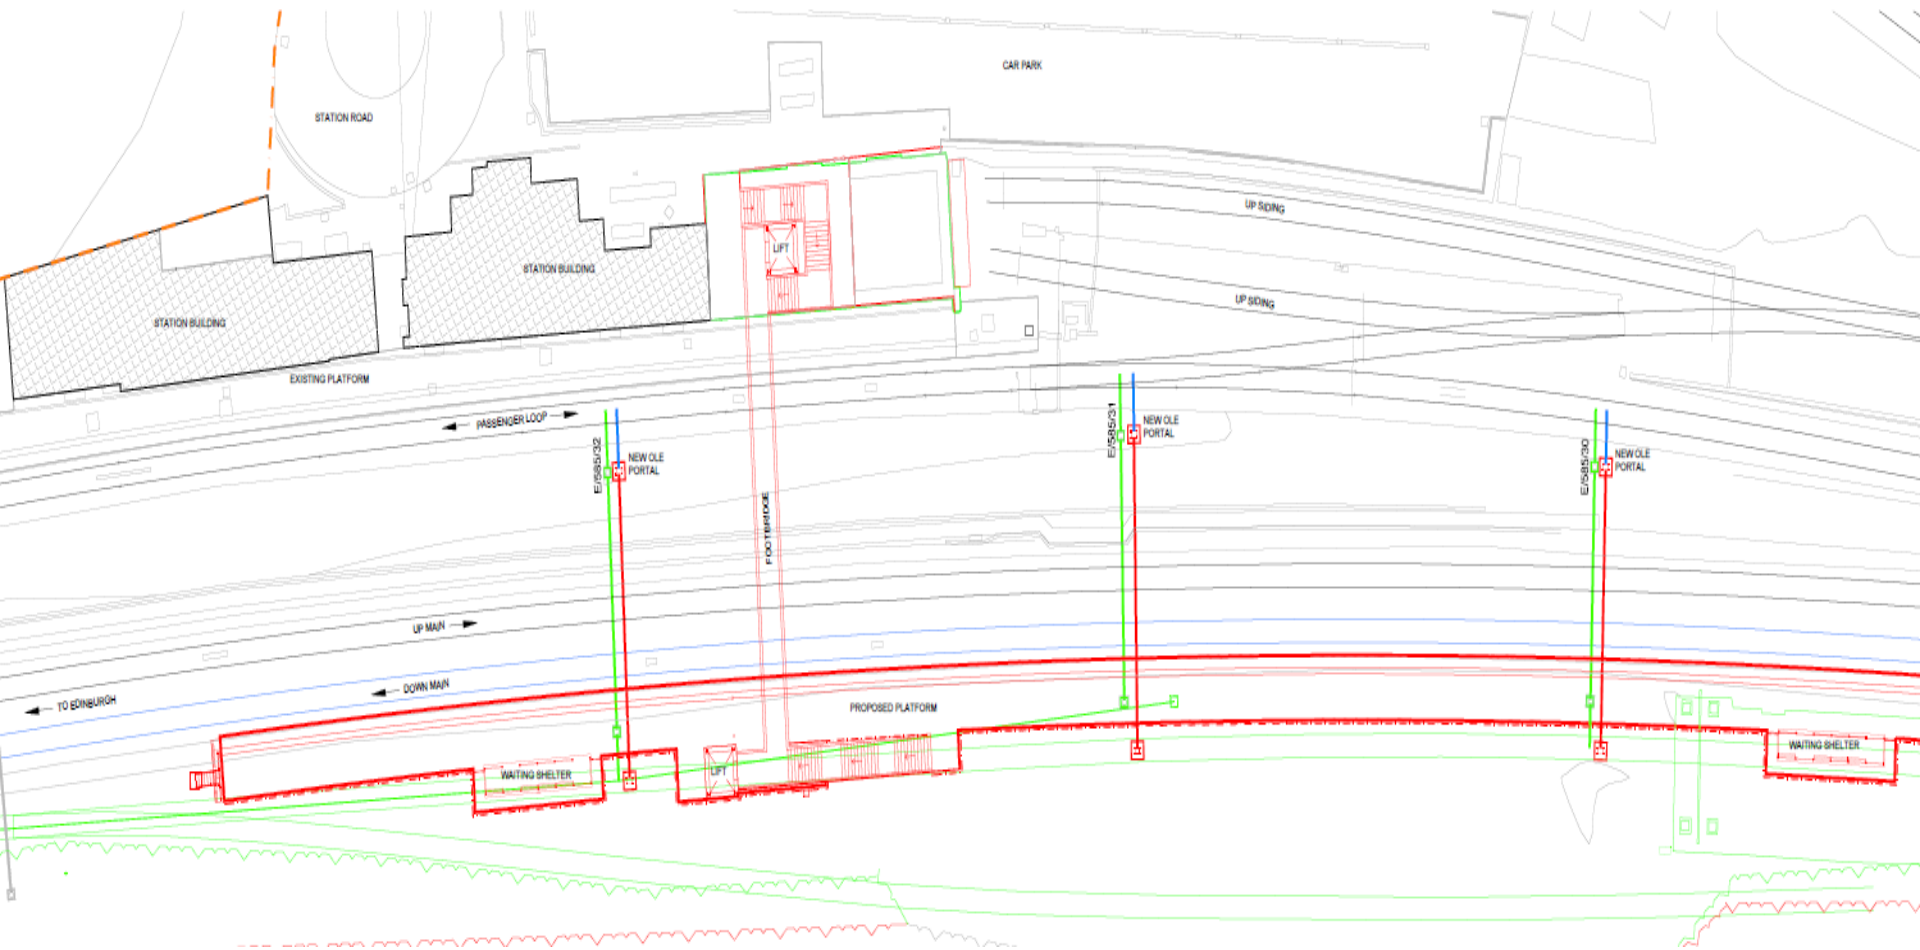 CAR PARK
STATION ROAD
UP SIDING
LIFT
STATION BUILDING
UP SIDING
STATION BUILDING
EXISTING PLATFORM
PASSENGER LOOP
E/585/32
NEW OLE
PORTAL
E/585/31
NEW OLE
PORTAL
E/585/30
NEW OLE
PORTAL
FOOTBRIDGE
UP MAIN
DOWN MAIN
TO EDINBURGH
PROPOSED PLATFORM
WAITING SHELTER
LIFT
WAITING SHELTER